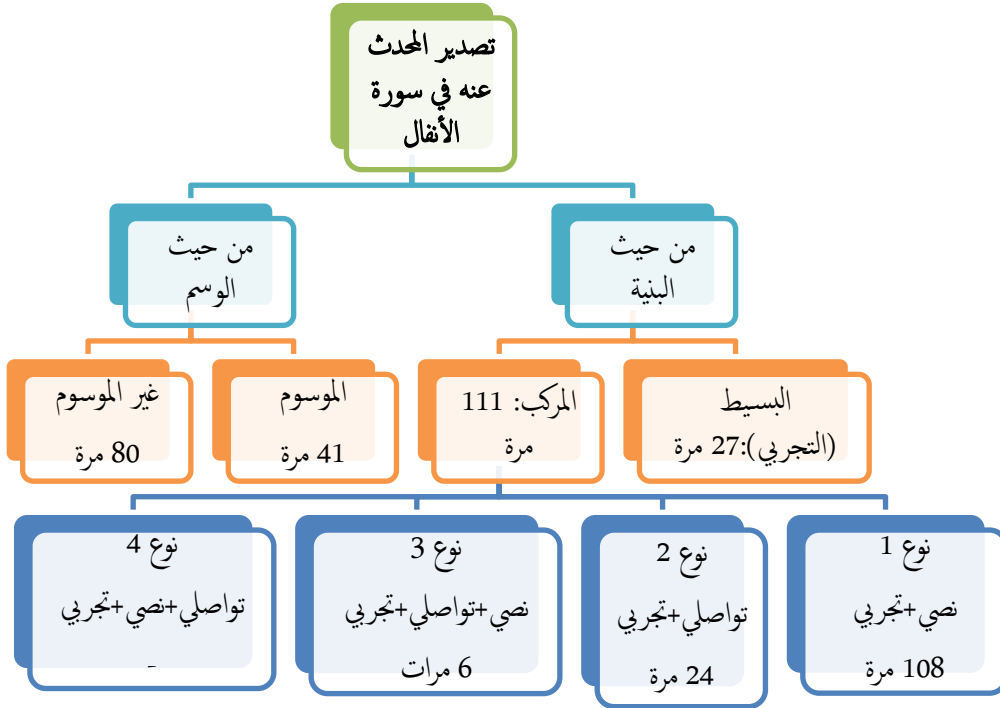 تصدير المحدث
عنه في سورة
الأنفال
من حيث
البنية
من حيث
الوسم
البسيط
(التجربي):27 مرة
المركب: 111
مرة
الموسوم
41 مرة
غير الموسوم
80 مرة
نوع 1
نصي+تجربي
108 مرة
نوع 2
تواصلي+تجربي
24 مرة
نوع 3
نصي+تواصلي+تجربي
6 مرات
نوع 4
تواصلي+نصي+تجربي
-